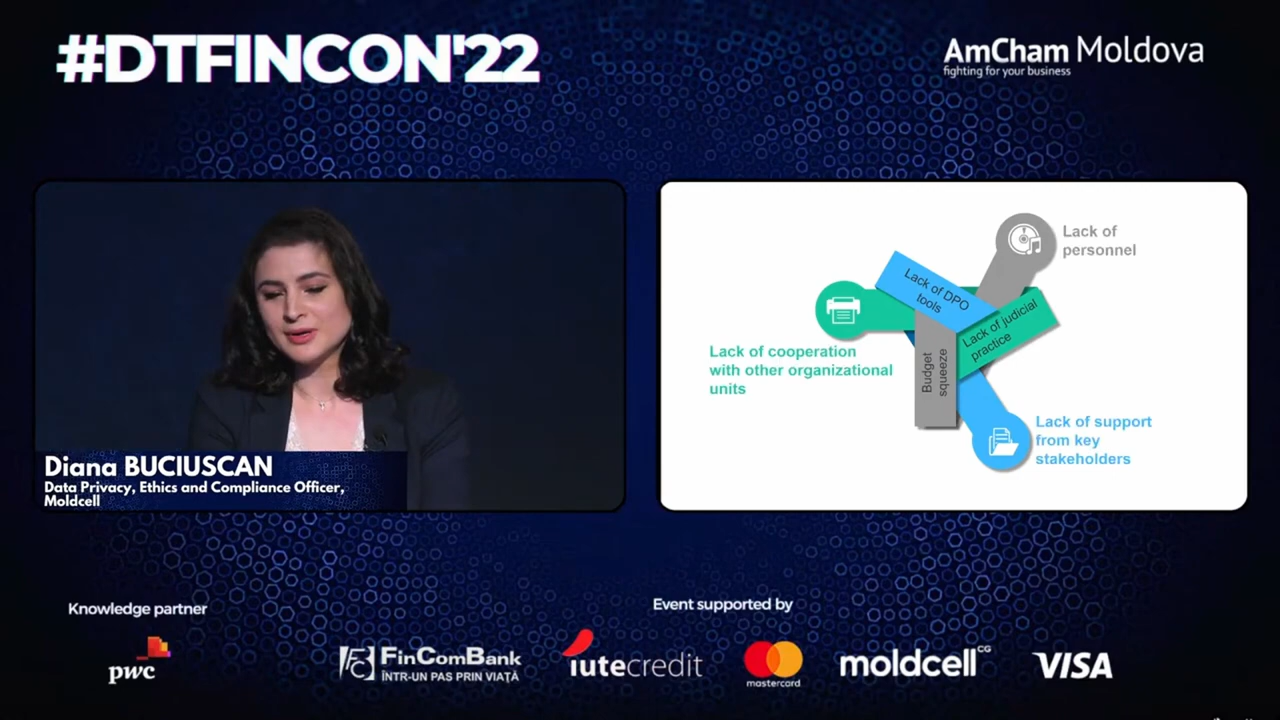 #DTFINCON'22
AmCham Moldova
fighting for your business
Lack of
personnel
Lack of DPO
tools
Lack of judicial
practice
Lack of cooperation
with other organizational
units
Budget
squeeze
Lack of support
from key
stakeholders
Diana BUCIUSCAN
Data Privacy, Ethics and Compliance Officer,
Moldcell
Knowledge partner
Event supported by
pwc
FC FinComBank
ÎNTR-UN PAS PRIN VIAȚĂ
iutecredit
mastercard
moldcell CG
VISA